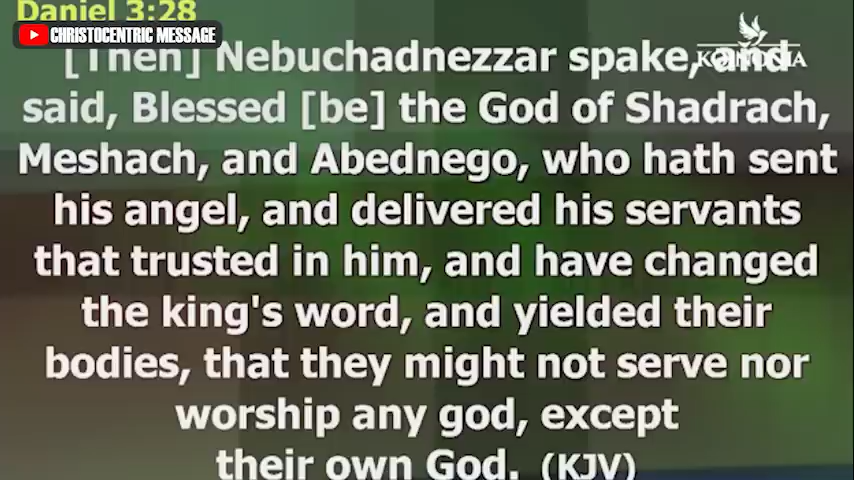 Daniel 3:28
CHRISTOCENTRIC MESSAGE
KOINONIA
[Then] Nebuchadnezzar spake, and
said, Blessed [be] the God of Shadrach,
Meshach, and Abednego, who hath sent
his angel, and delivered his servants
that trusted in him, and have changed
the king's word, and yielded their
bodies, that they might not serve nor
worship any god, except
their own God. (KJV)